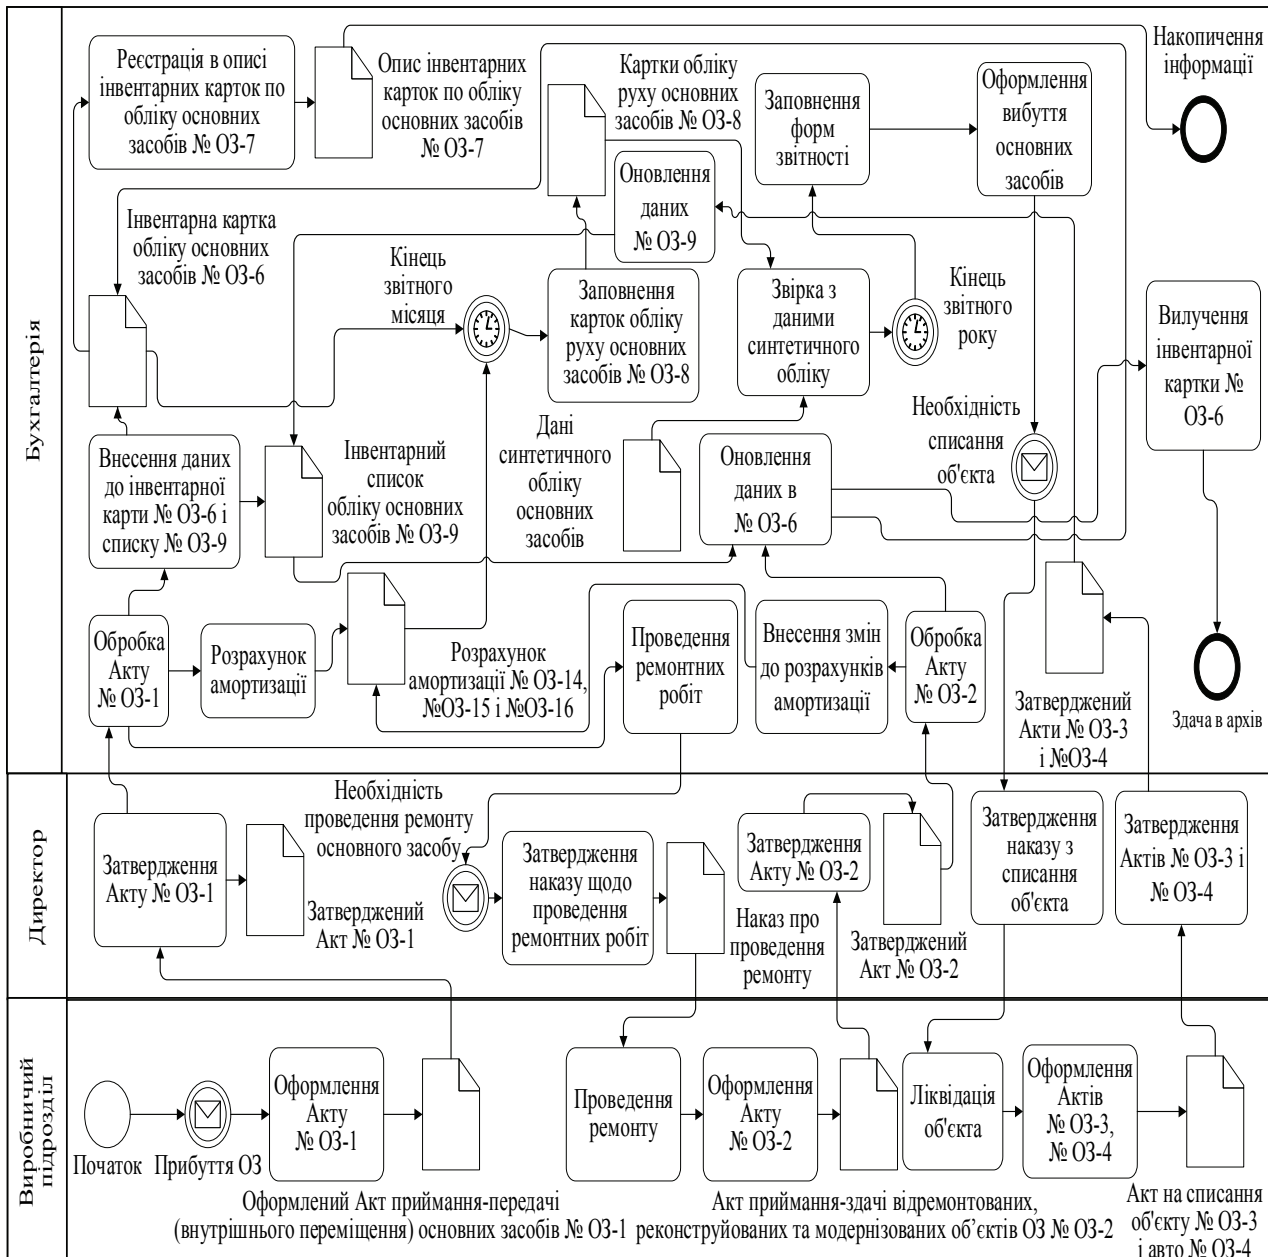 Бухгалтерія
Реєстрація в описі
інвентарних карток по
обліку основних
засобів № ОЗ-7
Опис інвентарних
карток по обліку
основних засобів
№ ОЗ-7
Картки обліку
руху основних
засобів № ОЗ-8
Заповнення
форм
звітності
Оформлення
вибуття
основних
засобів
Накопичення
інформації
Оновлення
даних
№ ОЗ-9
Інвентарна картка
обліку основних
засобів № ОЗ-6
Кінець
звітного
місяця
Заповнення
карток обліку
руху основних
засобів № ОЗ-8
Звірка з
даними
синтетичного
обліку
Кінець
звітного
року
Вилучення
інвентарної
картки №
ОЗ-6
Внесення даних
до інвентарної
карти № ОЗ-6 і
списку № ОЗ-9
Інвентарний
список
обліку основних
засобів № ОЗ-9
Дані
синтетичного
обліку
основних
засобів
Оновлення
даних в
№ ОЗ-6
Необхідність
списання
об'єкта
Обробка
Акту
№ ОЗ-1
Розрахунок
амортизації
Розрахунок
амортизації № ОЗ-14,
№ОЗ-15 і №ОЗ-16
Проведення
ремонтних
робіт
Внесення змін
до розрахунків
амортизації
Обробка
Акту
№ ОЗ-2
Затверджений
Акти № ОЗ-3
і №ОЗ-4
Здача в архів
Директор
Затвердження
Акту № ОЗ-1
Затверджений
Акт № ОЗ-1
Необхідність
проведення ремонту
основного засобу
Затвердження
наказу щодо
проведення
ремонтних робіт
Наказ про
проведення
ремонту
Затвердження
Акту № ОЗ-2
Затверджений
Акт № ОЗ-2
Затвердження
наказу з
списання
об'єкта
Затвердження
Актів № ОЗ-3 і
№ ОЗ-4
Виробничий
підрозділ
Початок
Прибуття ОЗ
Оформлення
Акту
№ ОЗ-1
Оформлений Акт приймання-передачі
(внутрішнього переміщення) основних засобів № ОЗ-1
Проведення
ремонту
Оформлення
Акту
№ ОЗ-2
Акт приймання-здачі відремонтованих,
реконструйованих та модернізованих об’єктів ОЗ № ОЗ-2
Ліквідація
об'єкта
Оформлення
Актів
№ ОЗ-3,
№ ОЗ-4
Акт на списання
об'єкту № ОЗ-3
і авто № ОЗ-4